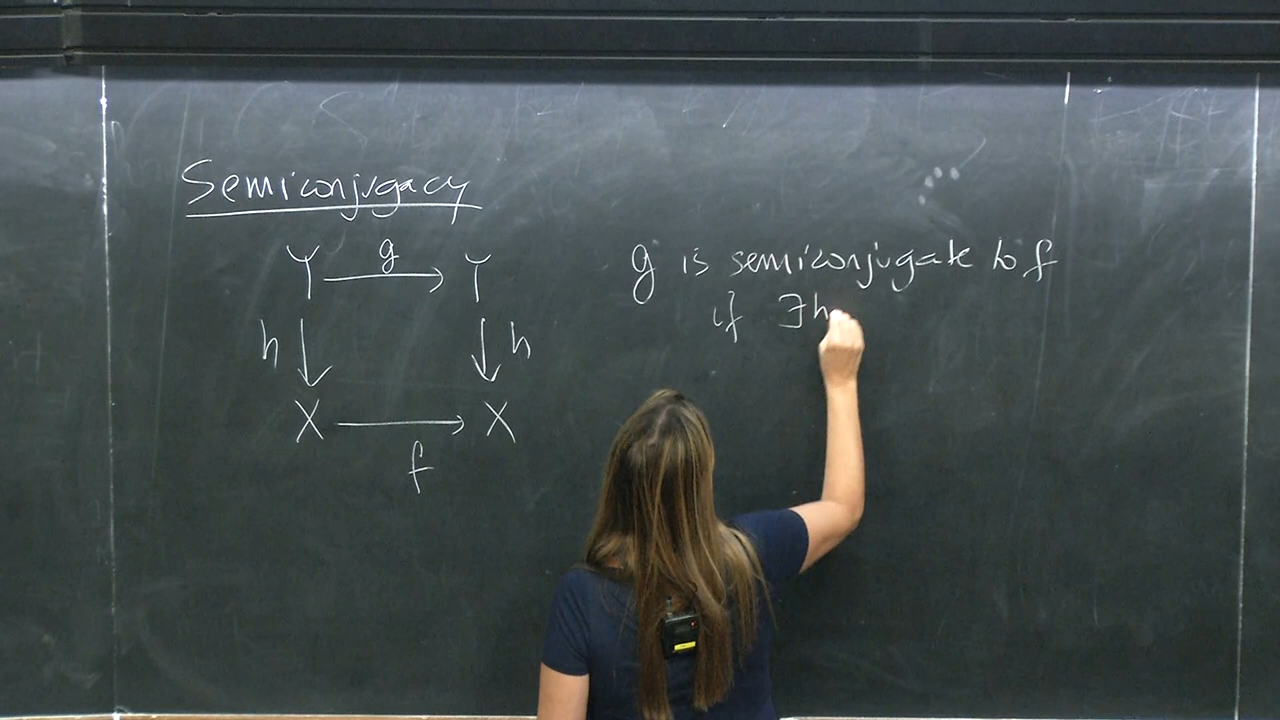 Semiconjugacy
Y g Y
h h
X X
f
g is semiconjugate to f
if ∃h